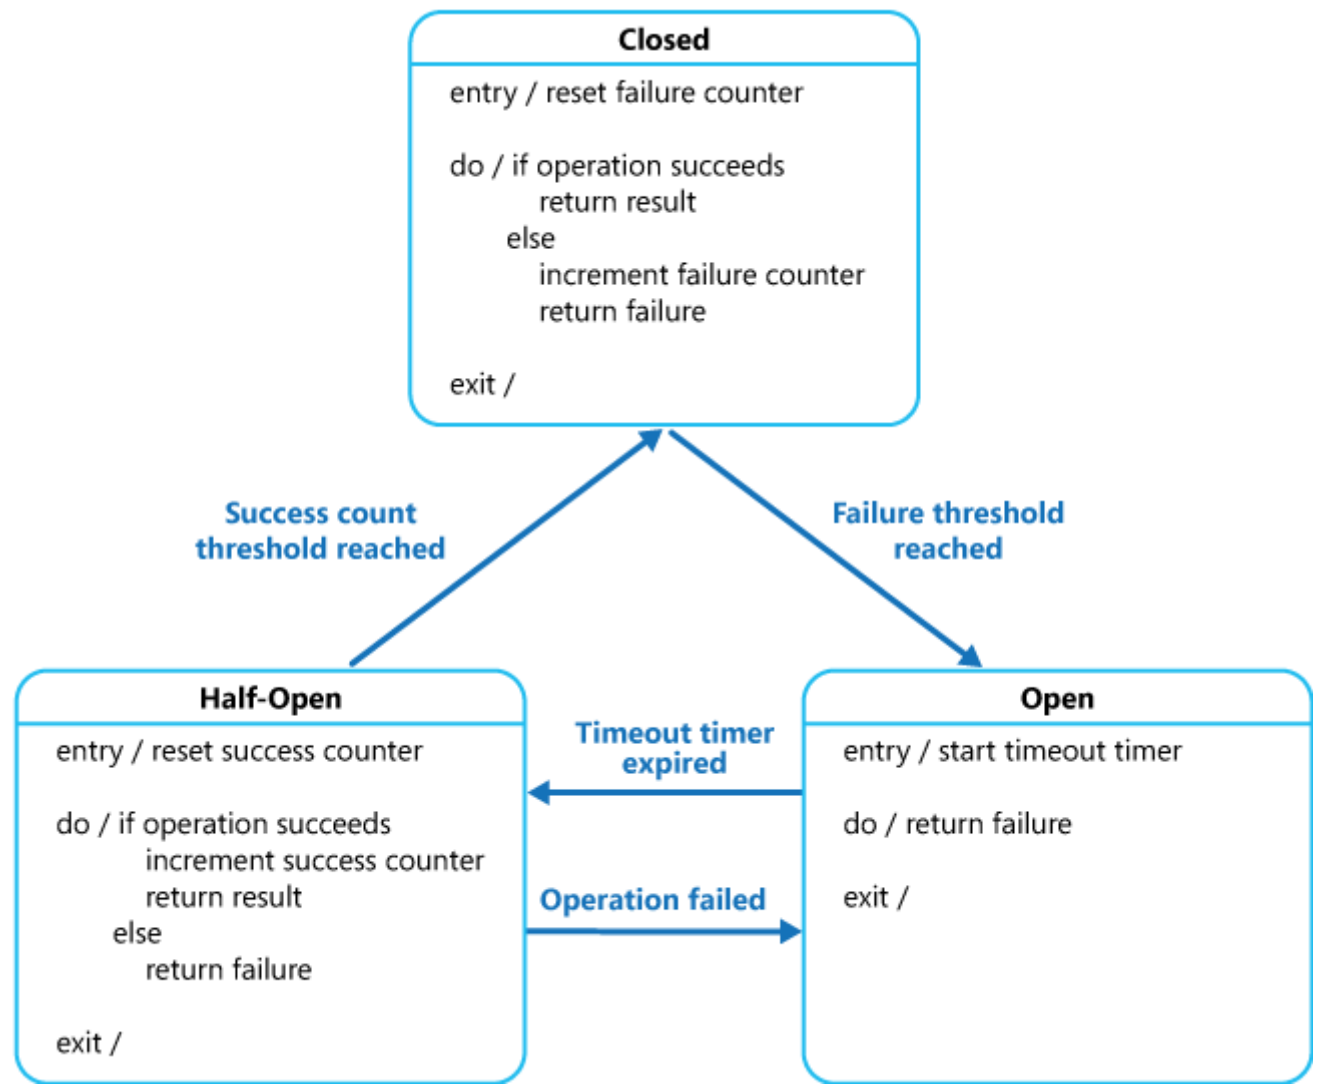 Closed
entry / reset failure counter
do / if operation succeeds
return result
else
increment failure counter
return failure
exit /
Success count
threshold reached
Failure threshold
reached
Half-Open
entry / reset success counter
do / if operation succeeds
increment success counter
return result
else
return failure
exit /
Timeout timer
expired
Operation failed
Open
entry / start timeout timer
do / return failure
exit /